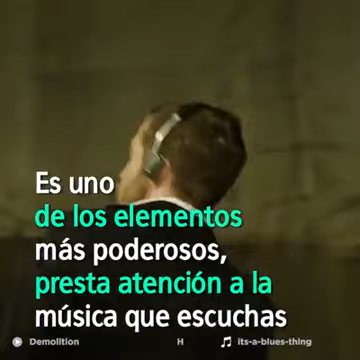 Es uno
de los elementos
más poderosos,
presta atención a la
música que escuchas
Demolition H its-a-blues-thing